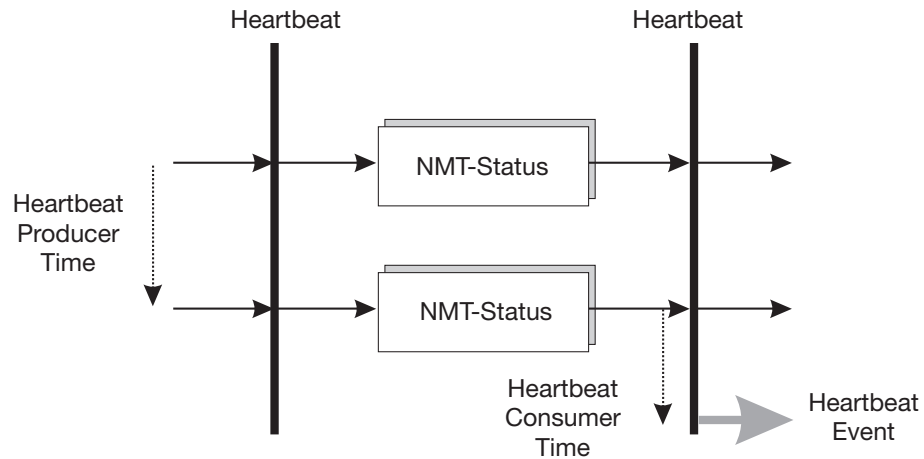 Heartbeat
Heartbeat
NMT-Status
Heartbeat
Producer
Time
NMT-Status
Heartbeat
Consumer
Time
Heartbeat
Event